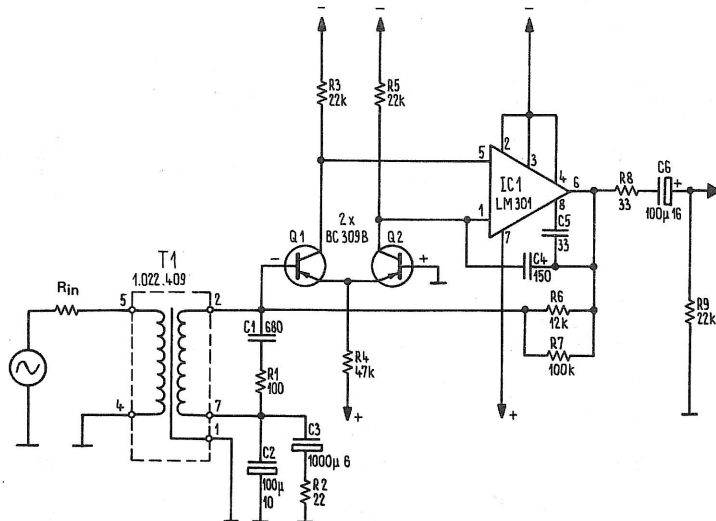 − − −
R3
22k
R5
22k
2
3
4
5
6
IC1
LM 301
1
8
7
R8
33
C6
+
100µ 16
C5
33
2 x
BC 309B
Q1
Q2
−
+
C4
150
T1
1.022.409
Rin
5
2
C1
680
R1
100
R4
47k
+
+
R6
12k
R7
100k
R9
22k
4
7
1
C3
1000µ 6
C2
100µ
10
R2
22